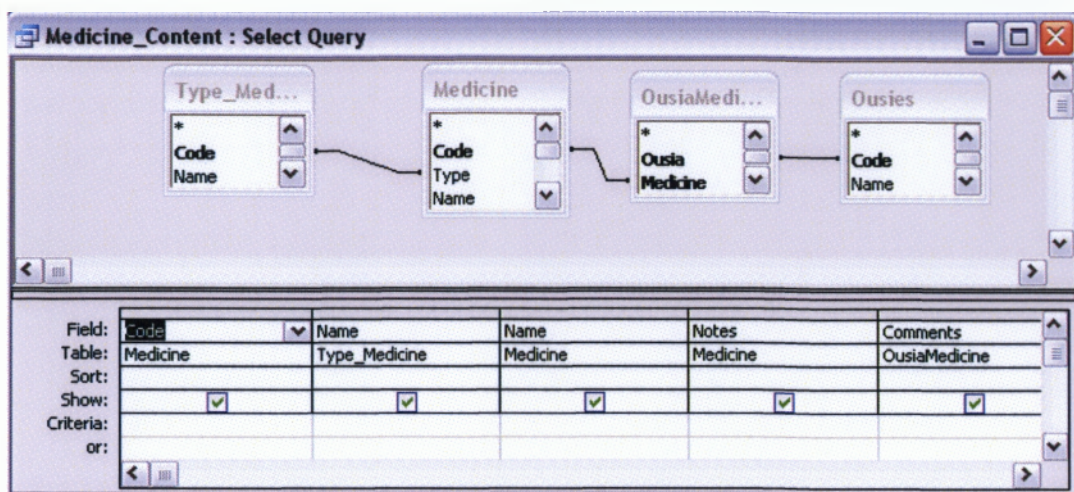 Medicine_Content : Select Query
Type_Med...
*
Code
Name
Medicine
*
Code
Type
Name
OusiaMedi...
*
Ousia
Medicine
Ousies
*
Code
Name
Field: Code Name Name Notes Comments
Table: Medicine Type_Medicine Medicine Medicine OusiaMedicine
Sort:
Show:
Criteria:
or: